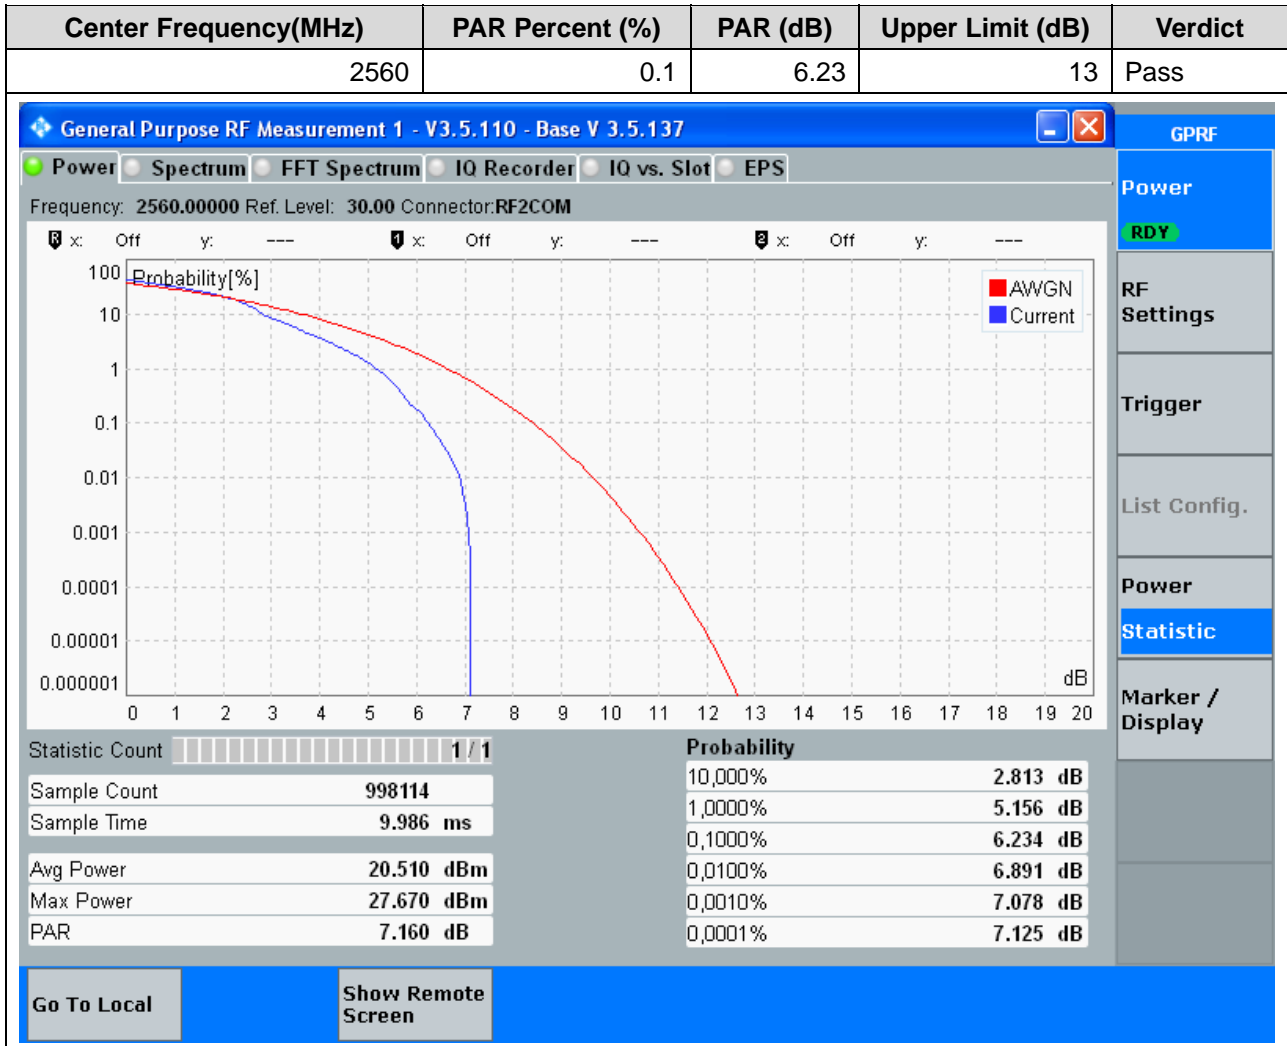 Center Frequency(MHz) PAR Percent (%) PAR (dB) Upper Limit (dB) Verdict
2560 0.1 6.23 13 Pass
General Purpose RF Measurement 1 - V3.5.110 - Base V 3.5.137
GPRF
Power Spectrum FFT Spectrum IQ Recorder IQ vs. Slot EPS
Power
RDY
Frequency: 2560.00000 Ref. Level: 30.00 Connector:RF2COM
R x: Off y: --- 1 x: Off y: --- 2 x: Off y: ---
Probability[%]
AWGN
Current
100
10
1
0.1
0.01
0.001
0.0001
0.00001
0.000001
dB
0 1 2 3 4 5 6 7 8 9 10 11 12 13 14 15 16 17 18 19 20
RF
Settings
Trigger
List Config.
Power
Statistic
Marker /
Display
Statistic Count 1 / 1
Sample Count 998114
Sample Time 9.986 ms
Avg Power 20.510 dBm
Max Power 27.670 dBm
PAR 7.160 dB
Probability
10,000% 2.813 dB
1,0000% 5.156 dB
0,1000% 6.234 dB
0,0100% 6.891 dB
0,0010% 7.078 dB
0,0001% 7.125 dB
Go To Local
Show Remote
Screen